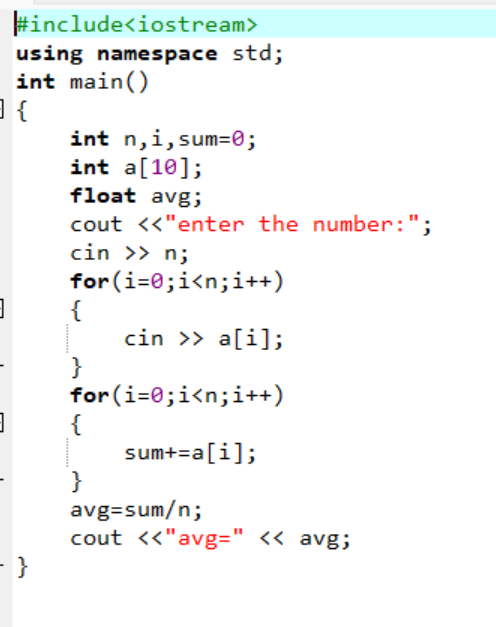 #include<iostream>
using namespace std;
int main()
{
    int n,i,sum=0;
    int a[10];
    float avg;
    cout <<"enter the number:";
    cin >> n;
    for(i=0;i<n;i++)
    {
        cin >> a[i];
    }
    for(i=0;i<n;i++)
    {
        sum+=a[i];
    }
    avg=sum/n;
    cout <<"avg=" << avg;
}